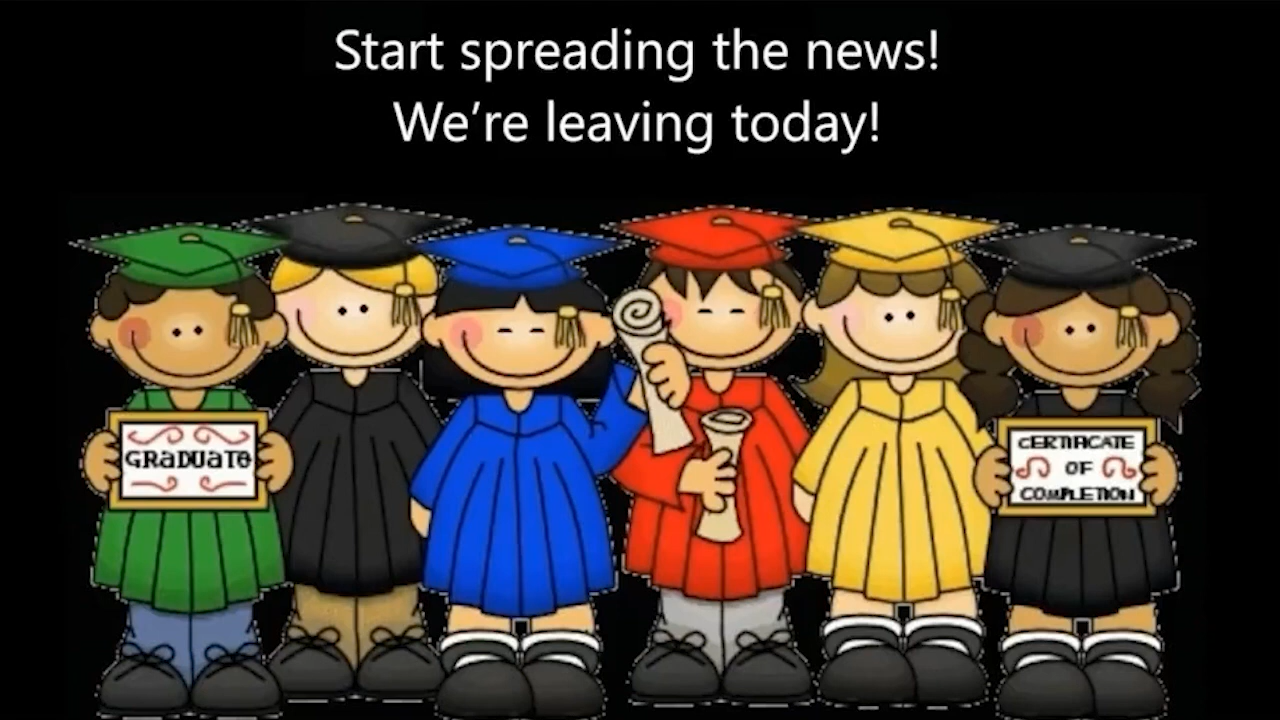 Start spreading the news!
We’re leaving today!
GRADUATE
CERTIFICATE
OF
COMPLETION